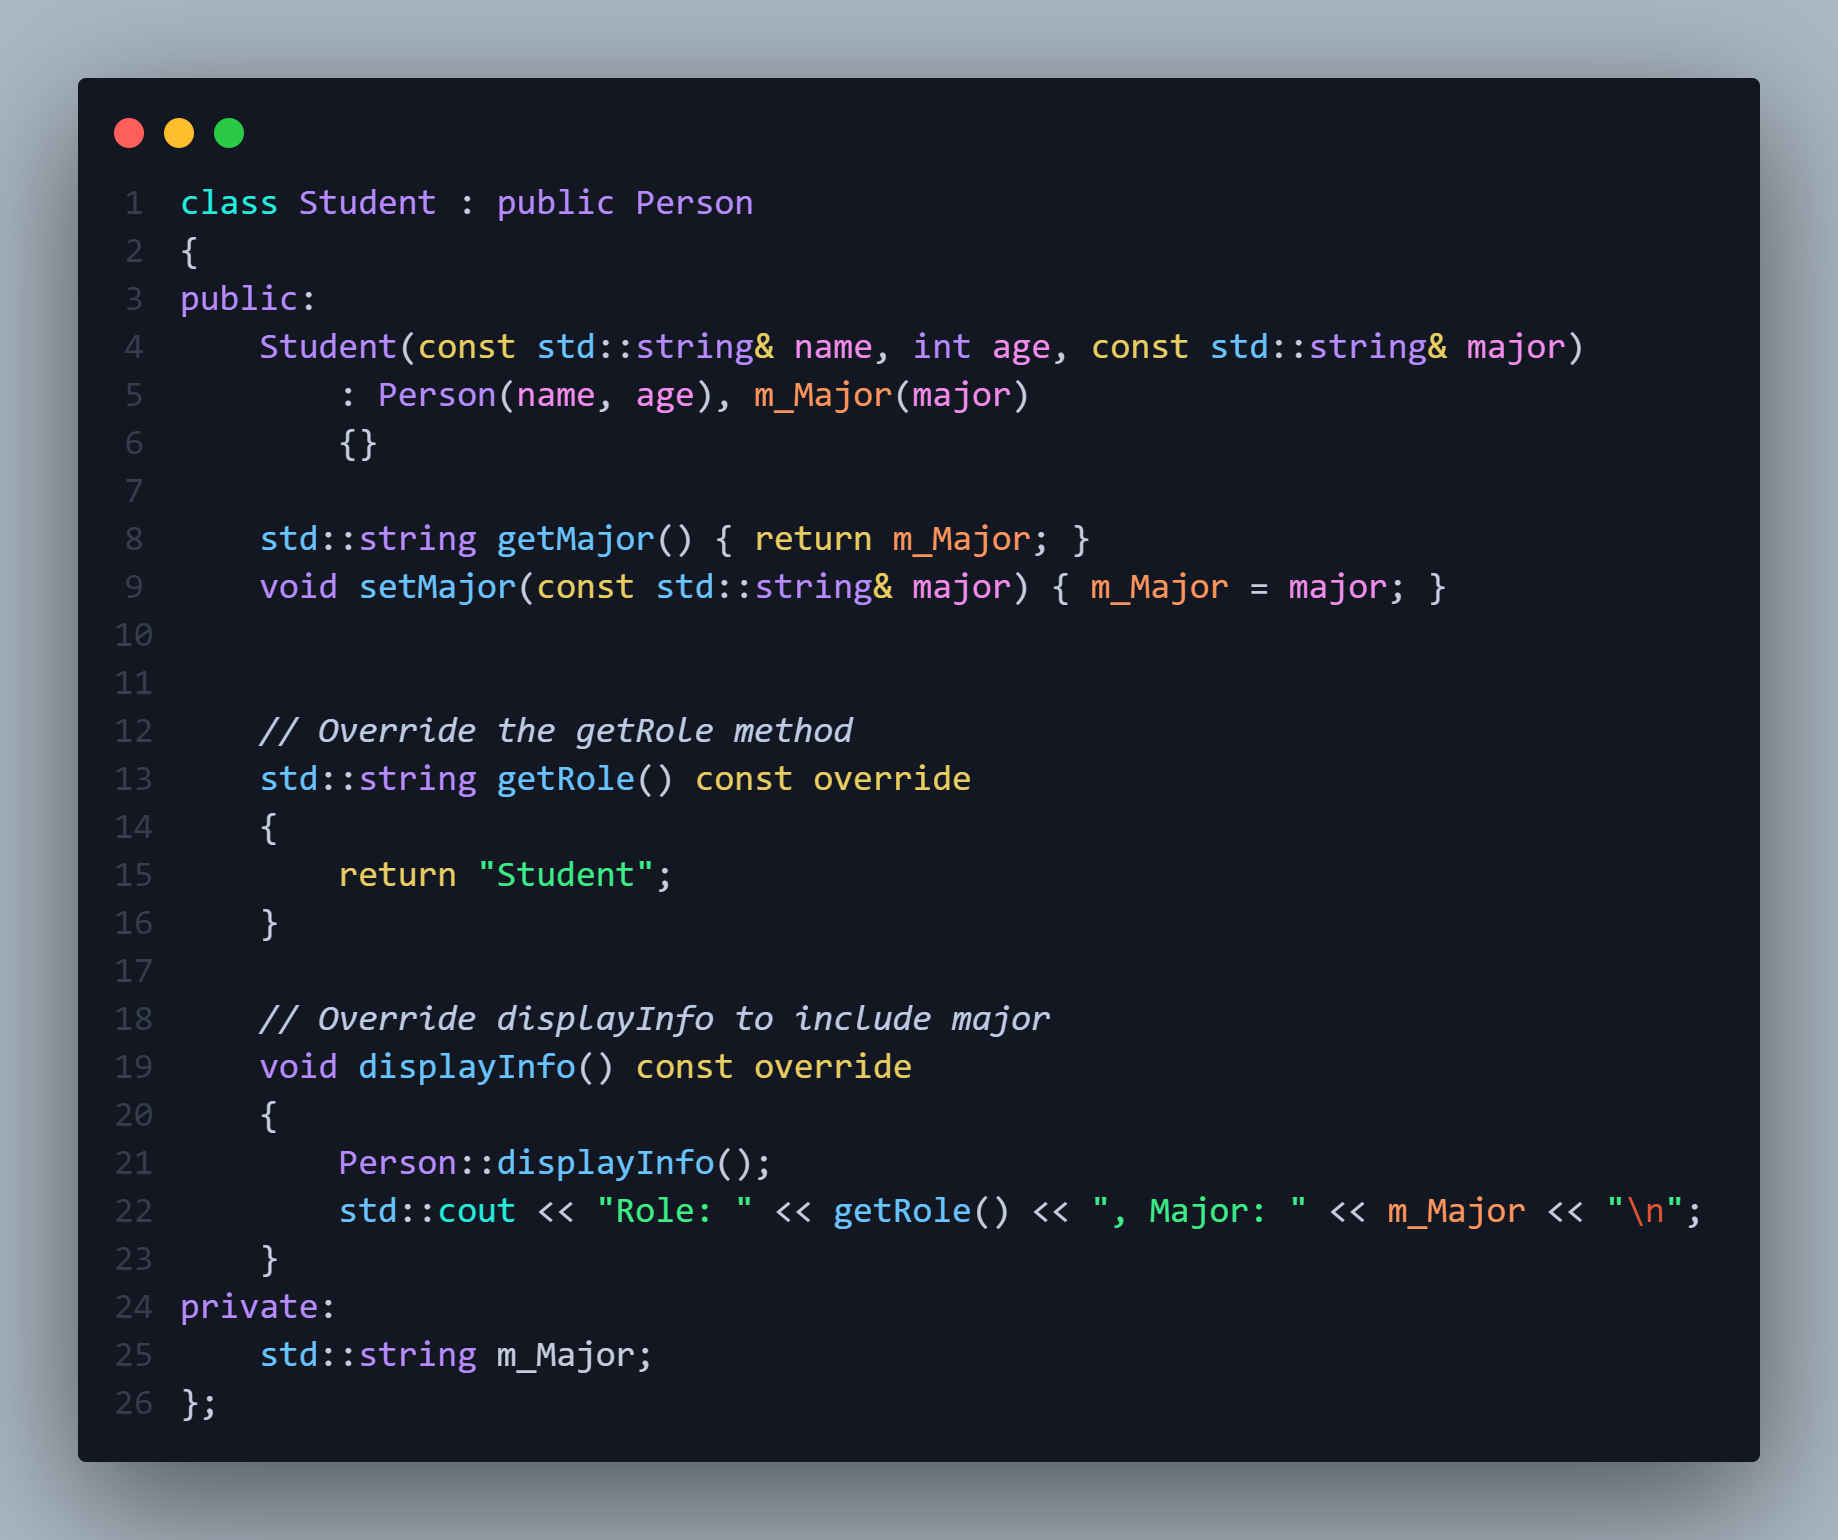 1 class Student : public Person
2 {
3 public:
4     Student(const std::string& name, int age, const std::string& major)
5         : Person(name, age), m_Major(major)
6         {}
7
8     std::string getMajor() { return m_Major; }
9     void setMajor(const std::string& major) { m_Major = major; }
10
11
12     // Override the getRole method
13     std::string getRole() const override
14     {
15         return "Student";
16     }
17
18     // Override displayInfo to include major
19     void displayInfo() const override
20     {
21         Person::displayInfo();
22         std::cout << "Role: " << getRole() << ", Major: " << m_Major << "\n";
23     }
24 private:
25     std::string m_Major;
26 };